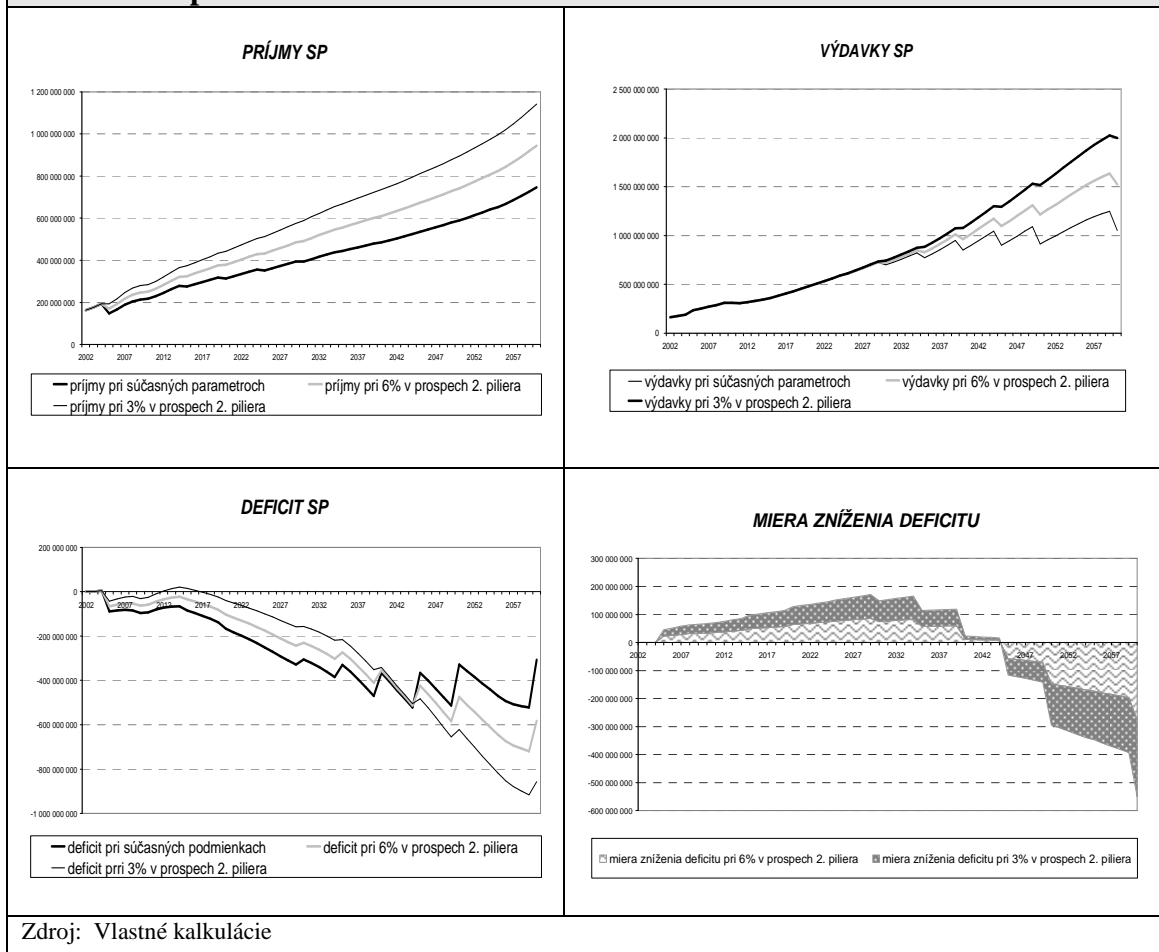 PRÍJMY SP
1 200 000 000
1 000 000 000
800 000 000
600 000 000
400 000 000
200 000 000
0
2002 2007 2012 2017 2022 2027 2032 2037 2042 2047 2052 2057
príjmy pri súčasných parametroch príjmy pri 6% v prospech 2. piliera
príjmy pri 3% v prospech 2. piliera
VÝDAVKY SP
2 500 000 000
2 000 000 000
1 500 000 000
1 000 000 000
500 000 000
0
2002 2007 2012 2017 2022 2027 2032 2037 2042 2047 2052 2057
výdavky pri súčasných parametroch výdavky pri 6% v prospech 2. piliera
výdavky pri 3% v prospech 2. piliera
DEFICIT SP
200 000 000
0
2002 2007 2012 2017 2022 2027 2032 2037 2042 2047 2052 2057
-200 000 000
-400 000 000
-600 000 000
-800 000 000
-1 000 000 000
deficit pri súčasných podmienkach deficit pri 6% v prospech 2. piliera
deficit prri 3% v prospech 2. piliera
MIERA ZNÍŽENIA DEFICITU
300 000 000
200 000 000
100 000 000
0
2002 2007 2012 2017 2022 2027 2032 2037 2042 2047 2052 2057
-100 000 000
-200 000 000
-300 000 000
-400 000 000
-500 000 000
-600 000 000
miera zníženia deficitu pri 6% v prospech 2. piliera miera zníženia deficitu pri 3% v prospech 2. piliera
Zdroj: Vlastné kalkulácie